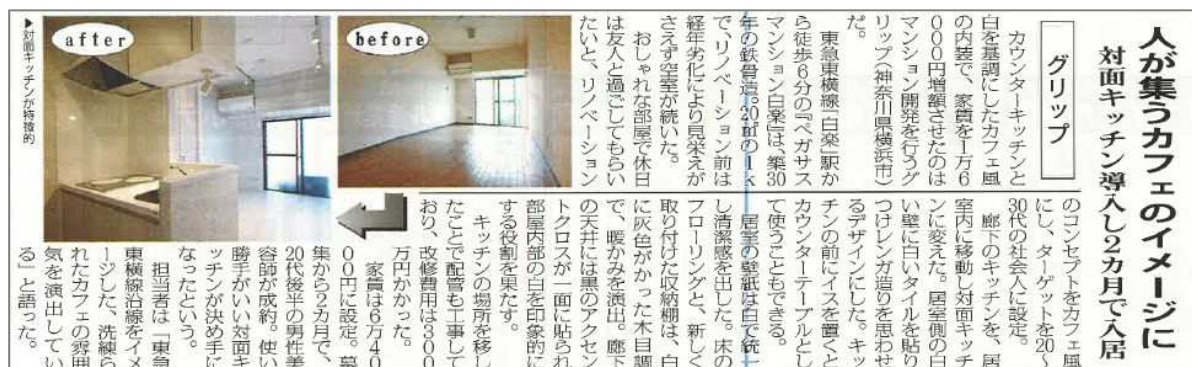 人が集うカフェのイメージに
対面キッチン導入し2カ月で入居
グリップ
カウンターキッチンと
白を基調にしたカフェ風
の内装で、家賃を1万6
000円増額させたのは
マンション開発を行うグ
リップ(神奈川県横浜市)
だ。
東急東横線「白楽」駅か
ら徒歩6分の『ペガサス
マンション白楽』は、築30
年の鉄骨造。20㎡の1K
で、リノベーション前は
経年劣化により見栄えが
さえず空室が続いた。
おしゃれな部屋で休日
は友人と過ごしてもらい
たいと、リノベーション
のコンセプトをカフェ風
にし、ターゲットを20〜
30代の社会人に設定。
廊下のキッチンを、居
室内に移動し対面キッチ
ンに変えた。居室側の白
い壁に白いタイルを貼り
つけレンガ造りを思わせ
るデザインにした。キッ
チンの前にイスを置くと
カウンターテーブルとし
て使うこともできる。
居室の壁紙は白で統一
し清潔感を出した。床の
フローリングと、新しく
取り付けた収納棚は、白
に灰色がかった木目調
で、暖かみを演出。廊下
の天井には黒のアクセン
トクロスが一面に貼られ
部屋内部の白を印象的に
する役割を果たす。
キッチンの場所を移し
たことで配管も工事して
おり、改修費用は300
万円かかった。
家賃は6万40
00円に設定。募
集から2カ月で、
20代後半の男性美
容師が成約。使い
勝手がいい対面キ
ッチンが決め手に
なったという。
担当者は「東急
東横線沿線をイメ
ージした、洗練さ
れたカフェの雰囲
気を演出してい
る」と語った。
before
after
▶対面キッチンが特徴的